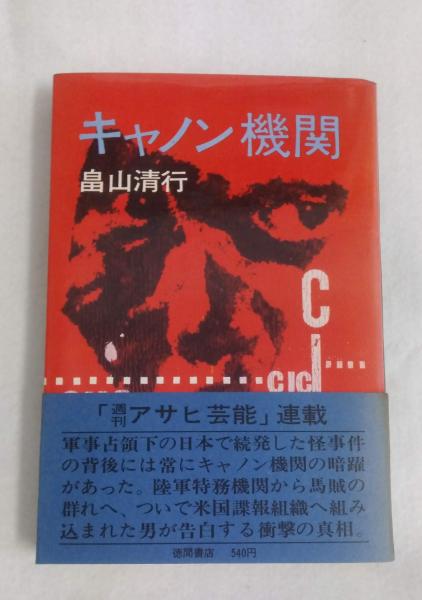 キャノン機関
畠山清行
C
I
CIC
「週刊アサヒ芸能」連載
軍事占領下の日本で続発した怪事件
の背後には常にキャノン機関の暗躍
があった。陸軍特務機関から馬賊の
群れへ、ついで米国諜報組織へ組み
込まれた男が告白する衝撃の真相。
徳間書店 540円